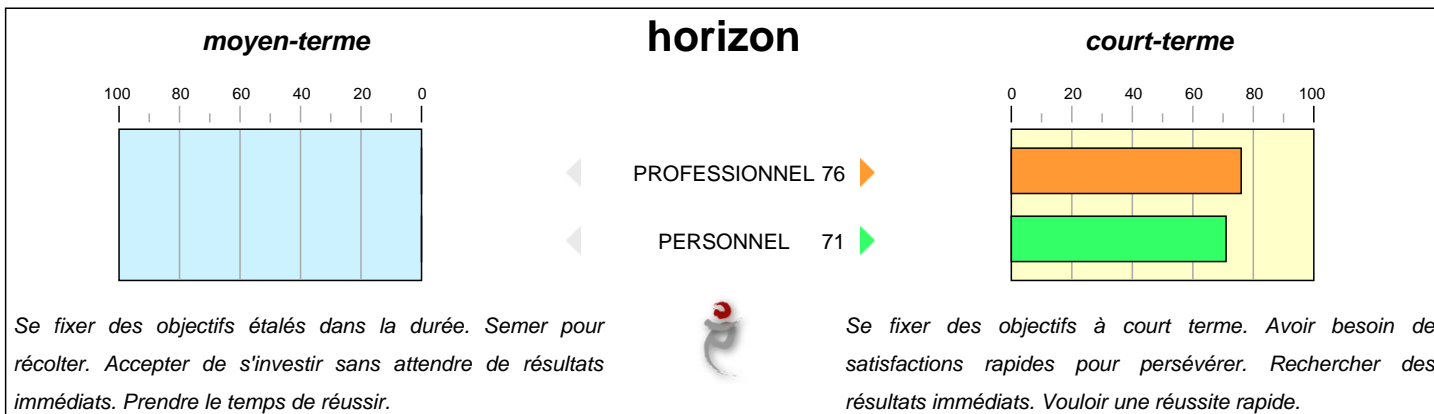 moyen-terme horizon court-terme
100 80 60 40 20 0 0 20 40 60 80 100
PROFESSIONNEL 76
PERSONNEL 71
Se fixer des objectifs étalés dans la durée. Semer pour
récolter. Accepter de s'investir sans attendre de résultats
immédiats. Prendre le temps de réussir.
Se fixer des objectifs à court terme. Avoir besoin de
satisfactions rapides pour persévérer. Rechercher des
résultats immédiats. Vouloir une réussite rapide.